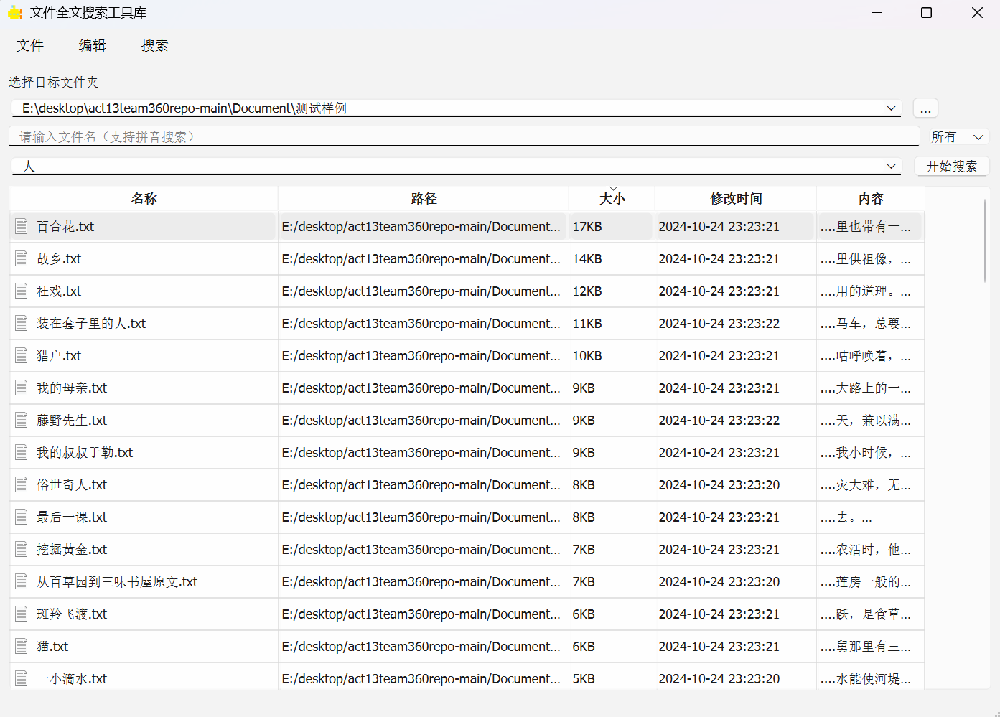 文件全文搜索工具库
文件 编辑 搜索
选择目标文件夹
E:\desktop\act13team360repo-main\Document\测试样例 ...
请输入文件名（支持拼音搜索） 所有
人 开始搜索
名称 路径 大小 修改时间 内容
百合花.txt E:/desktop/act13team360repo-main/Document... 17KB 2024-10-24 23:23:21 ....里也带有一...
故乡.txt E:/desktop/act13team360repo-main/Document... 14KB 2024-10-24 23:23:21 ....里供祖像，...
社戏.txt E:/desktop/act13team360repo-main/Document... 12KB 2024-10-24 23:23:21 ....用的道理。...
装在套子里的人.txt E:/desktop/act13team360repo-main/Document... 11KB 2024-10-24 23:23:22 ....马车，总要...
猎户.txt E:/desktop/act13team360repo-main/Document... 10KB 2024-10-24 23:23:21 ....咕呼唤着，...
我的母亲.txt E:/desktop/act13team360repo-main/Document... 9KB 2024-10-24 23:23:21 ....大路上的一...
藤野先生.txt E:/desktop/act13team360repo-main/Document... 9KB 2024-10-24 23:23:22 ....天，兼以满...
我的叔叔于勒.txt E:/desktop/act13team360repo-main/Document... 9KB 2024-10-24 23:23:21 ....我小时候，...
俗世奇人.txt E:/desktop/act13team360repo-main/Document... 8KB 2024-10-24 23:23:20 ....灾大难，无...
最后一课.txt E:/desktop/act13team360repo-main/Document... 8KB 2024-10-24 23:23:21 ....去。...
挖掘黄金.txt E:/desktop/act13team360repo-main/Document... 7KB 2024-10-24 23:23:21 ....农活时，他...
从百草园到三味书屋原文.txt E:/desktop/act13team360repo-main/Document... 7KB 2024-10-24 23:23:20 ....莲房一般的...
斑羚飞渡.txt E:/desktop/act13team360repo-main/Document... 6KB 2024-10-24 23:23:21 ....跃，是食草...
猫.txt E:/desktop/act13team360repo-main/Document... 6KB 2024-10-24 23:23:21 ....舅那里有三...
一小滴水.txt E:/desktop/act13team360repo-main/Document... 5KB 2024-10-24 23:23:20 ....水能使河堤...